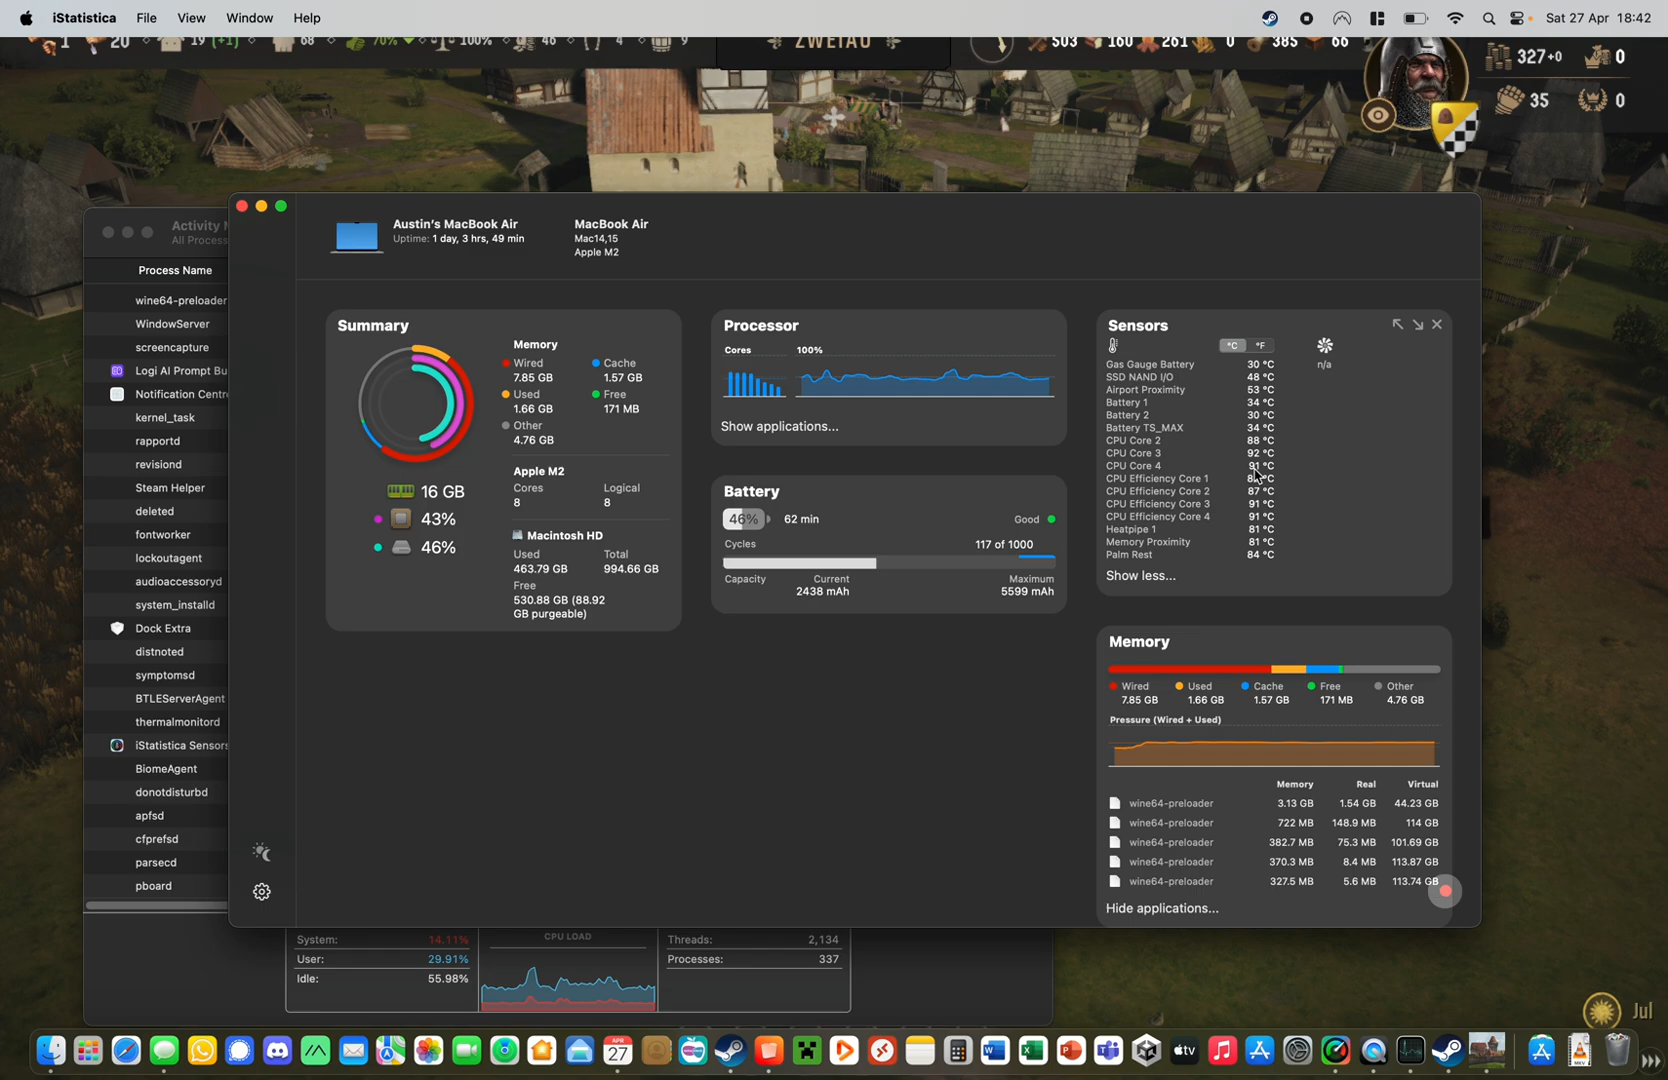 iStatistica File View Window Help
Sat 27 Apr 18:42
1 20 19 (+1) 68 70% 100% 46 4 9
ZWEIAU
503 160 261 0 385 66
327+0 0
35 0
Activity M
All Process
Process Name
wine64-preloader
WindowServer
screencapture
Logi AI Prompt Bu
Notification Centr
kernel_task
rapportd
revisiond
Steam Helper
deleted
fontworker
lockoutagent
audioaccessoryd
system_installd
Dock Extra
distnoted
symptomsd
BTLEServerAgent
thermalmonitord
iStatistica Sensors
BiomeAgent
donotdisturbd
apfsd
cfprefsd
parsecd
pboard
Austin's MacBook Air
Uptime: 1 day, 3 hrs, 49 min
MacBook Air
Mac14,15
Apple M2
Summary
Memory
Wired Cache
7.85 GB 1.57 GB
Used Free
1.66 GB 171 MB
Other
4.76 GB
Apple M2
Cores Logical
8 8
16 GB
43%
46%
Macintosh HD
Used Total
463.79 GB 994.66 GB
Free
530.88 GB (88.92
GB purgeable)
Processor
Cores 100%
Show applications...
Battery
46% 62 min Good
Cycles 117 of 1000
Capacity Current Maximum
2438 mAh 5599 mAh
Sensors
°C °F
n/a
Gas Gauge Battery 30 °C
SSD NAND I/O 48 °C
Airport Proximity 53 °C
Battery 1 34 °C
Battery 2 30 °C
Battery TS_MAX 34 °C
CPU Core 2 88 °C
CPU Core 3 92 °C
CPU Core 4 91 °C
CPU Efficiency Core 1 °C
CPU Efficiency Core 2 87 °C
CPU Efficiency Core 3 91 °C
CPU Efficiency Core 4 91 °C
Heatpipe 1 81 °C
Memory Proximity 81 °C
Palm Rest 84 °C
Show less...
Memory
Wired Used Cache Free Other
7.85 GB 1.66 GB 1.57 GB 171 MB 4.76 GB
Pressure (Wired + Used)
Memory Real Virtual
wine64-preloader 3.13 GB 1.54 GB 44.23 GB
wine64-preloader 722 MB 148.9 MB 114 GB
wine64-preloader 382.7 MB 75.3 MB 101.69 GB
wine64-preloader 370.3 MB 8.4 MB 113.87 GB
wine64-preloader 327.5 MB 5.6 MB 113.74 GB
Hide applications...
System: 14.11% CPU LOAD Threads: 2,134
User: 29.91% Processes: 337
Idle: 55.98%
Jul
APR
27
tv
MKV